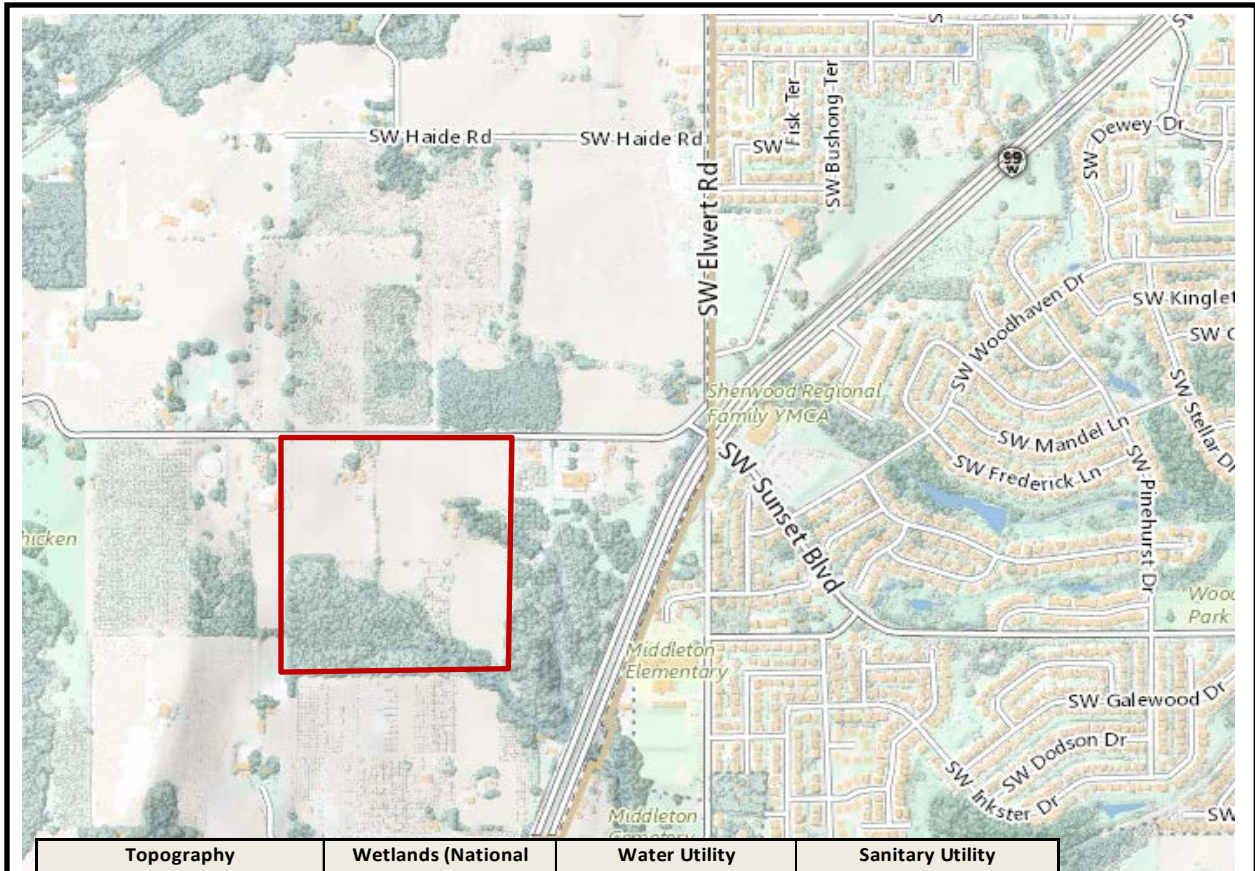 SW Haide Rd
SW Haide Rd
SW Fisk Ter
SW Bushong Ter
SW Elwert Rd
99
W
SW Dewey Dr
SW Woodhaven Dr
SW Kinglet
SW Stellar Dr
Sherwood Regional
Family YMCA
SW Mandel Ln
SW Frederick Ln
SW Pinehurst Dr
SW Sunset Blvd
hicken
Park
Middleton
Elementary
SW Galewood Dr
SW Dodson Dr
SW Inkster Dr
SW
Middleton
Topography
Wetlands (National
Water Utility
Sanitary Utility